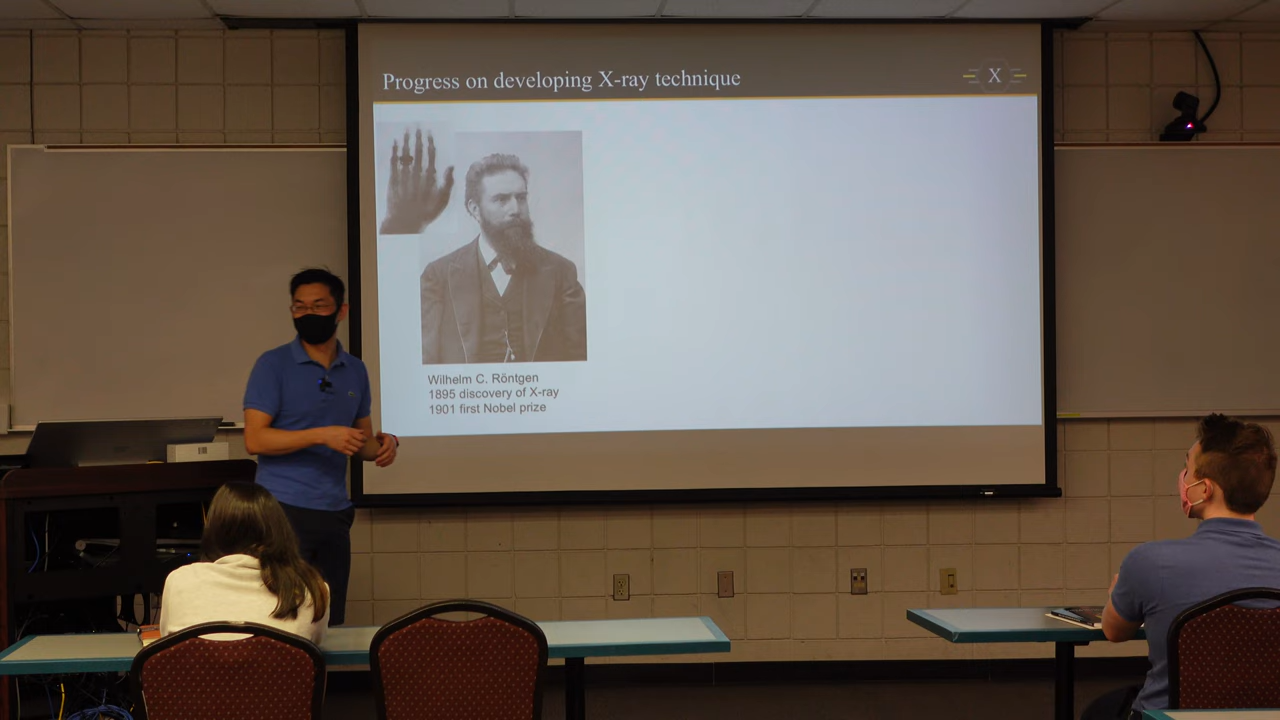 Progress on developing X-ray technique
X
Wilhelm C. Röntgen
1895 discovery of X-ray
1901 first Nobel prize